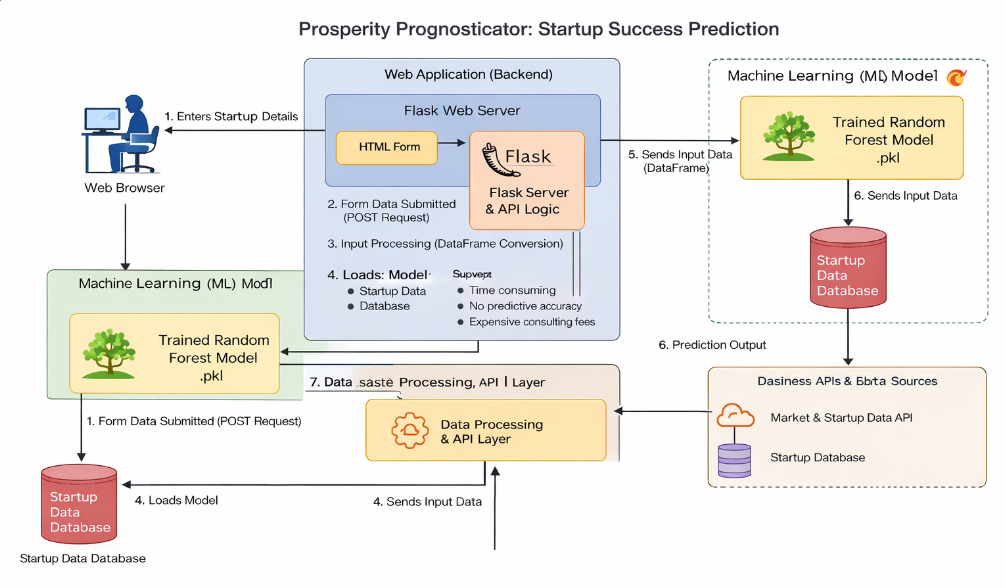 Prosperity Prognosticator: Startup Success Prediction
Web Application (Backend)
Flask Web Server
HTML Form
Flask
Flask Server
& API Logic
1. Enters Startup Details
Web Browser
2. Form Data Submitted
(POST Request)
3. Input Processing (DataFrame Conversion)
4. Loads: Model:
Startup Data
Database
Time consuming
No predictive accuracy
Expensive consulting fees
5. Sends Input Data
(DataFrame)
Machine Learning (ML) Model
Trained Random
Forest Model
.pkl
6. Sends Input Data
Startup
Data
Database
6. Prediction Output
Machine Learning (ML)
Trained Random
Forest Model
.pkl
1. Form Data Submitted (POST Request)
Startup
Data
Database
Startup Data Database
7. Data Processing, API Layer
Data Processing
& API Layer
4. Loads Model
4. Sends Input Data
Dasiness APIs & Sources
Market & Startup Data API
Startup Database